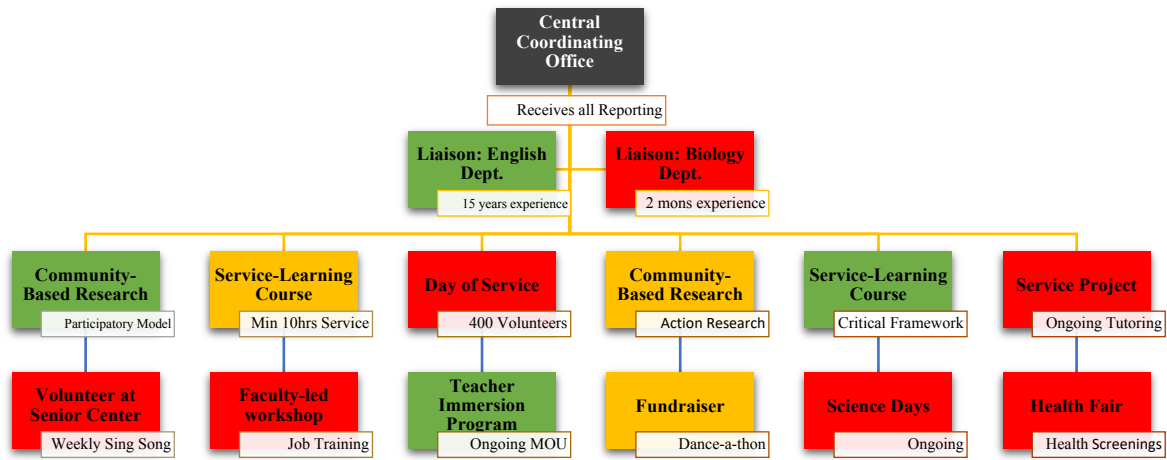 Central
Coordinating
Office
Receives all Reporting
Liaison: English
Dept.
15 years experience
Liaison: Biology
Dept.
2 mons experience
Community-
Based Research
Participatory Model
Service-Learning
Course
Min 10hrs Service
Day of Service
400 Volunteers
Community-
Based Research
Action Research
Service-Learning
Course
Critical Framework
Service Project
Ongoing Tutoring
Volunteer at
Senior Center
Weekly Sing Song
Faculty-led
workshop
Job Training
Teacher
Immersion
Program
Ongoing MOU
Fundraiser
Dance-a-thon
Science Days
Ongoing
Health Fair
Health Screenings